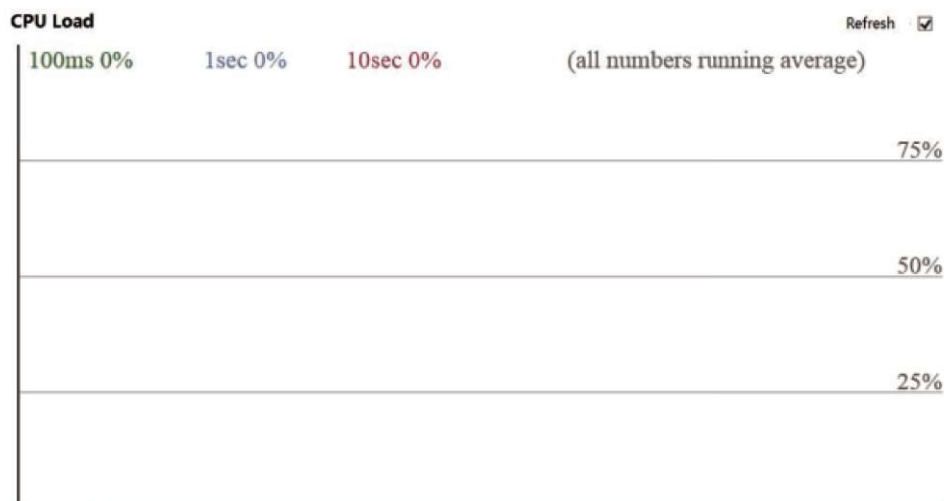 CPU Load Refresh
100ms 0% 1sec 0% 10sec 0% (all numbers running average)
75%
50%
25%